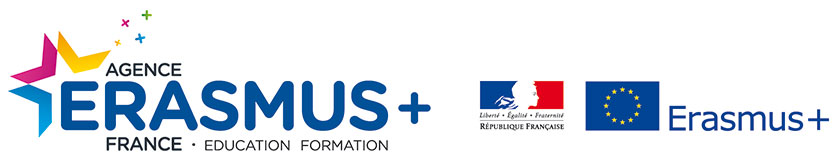 AGENCE
ERASMUS+
FRANCE • EDUCATION FORMATION
Liberté • Égalité • Fraternité
RÉPUBLIQUE FRANÇAISE
Erasmus+